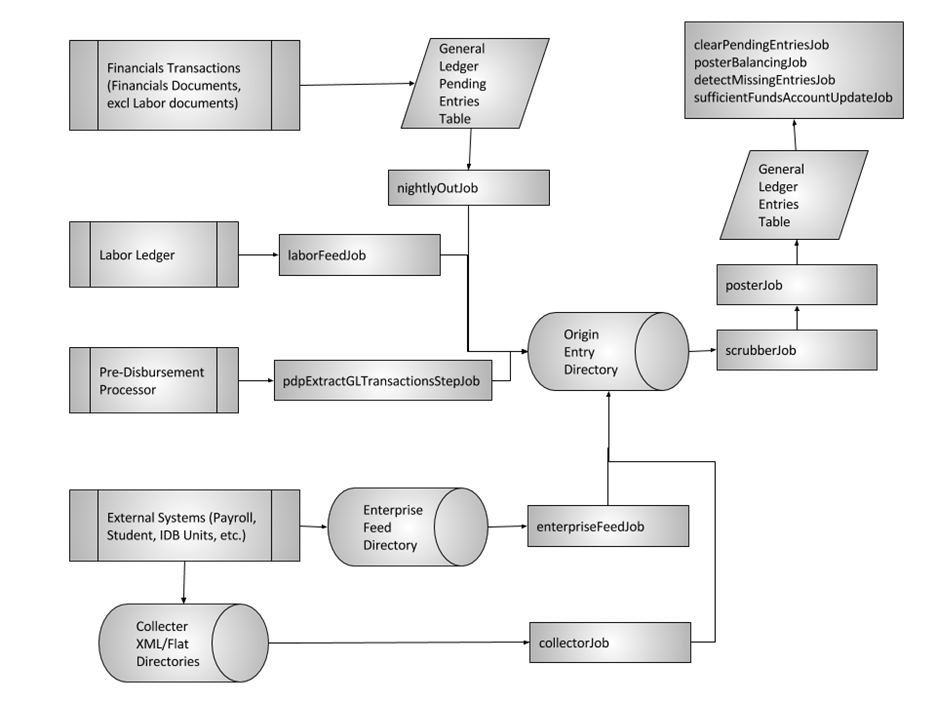 Financials Transactions
(Financials Documents,
excl Labor documents)
General
Ledger
Pending
Entries
Table
clearPendingEntriesJob
posterBalancingJob
detectMissingEntriesJob
sufficientFundsAccountUpdateJob
nightlyOutJob
General
Ledger
Entries
Table
Labor Ledger
laborFeedJob
posterJob
Origin
Entry
Directory
scrubberJob
Pre-Disbursement
Processor
pdpExtractGLTransactionsStepJob
External Systems (Payroll,
Student, IDB Units, etc.)
Enterprise
Feed
Directory
enterpriseFeedJob
Collecter
XML/Flat
Directories
collectorJob